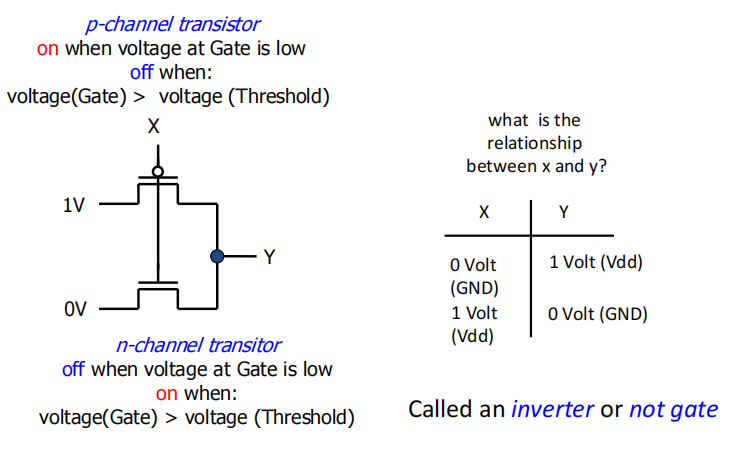 p-channel transistor
on when voltage at Gate is low
off when:
voltage(Gate) > voltage (Threshold)
X
1V
Y
0V
n-channel transitor
off when voltage at Gate is low
on when:
voltage(Gate) > voltage (Threshold)
what is the
relationship
between x and y?
X Y
0 Volt 1 Volt (Vdd)
(GND)
1 Volt 0 Volt (GND)
(Vdd)
Called an inverter or not gate